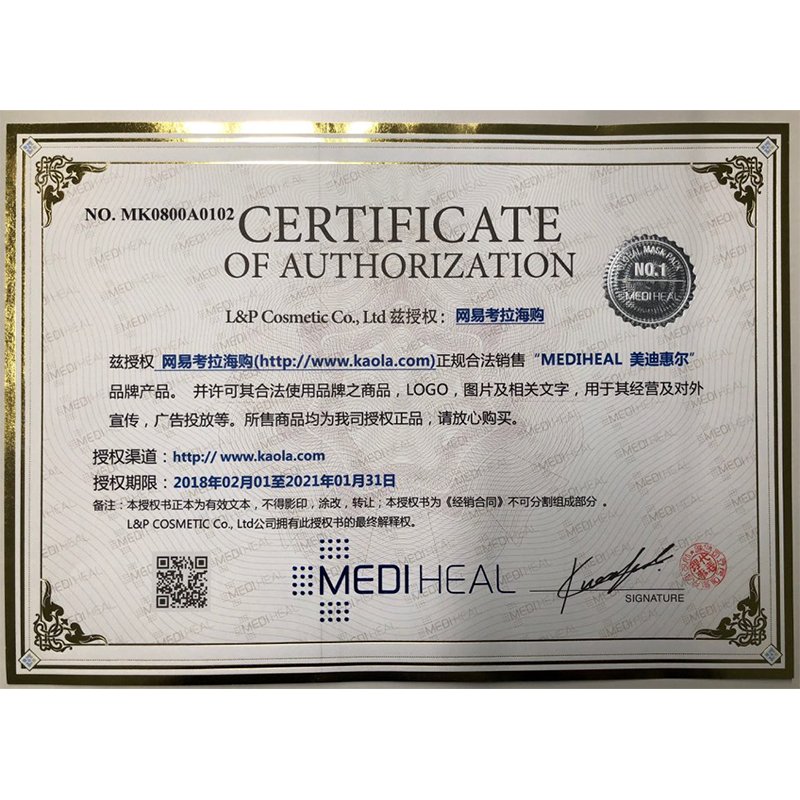 NO. MK0800A0102
CERTIFICATE
OF AUTHORIZATION
MASK PACK
NO.1
MEDIHEAL
L&P Cosmetic Co., Ltd 兹授权：网易考拉海购
兹授权 网易考拉海购(http://www.kaola.com)正规合法销售“MEDIHEAL 美迪惠尔”
品牌产品。 并许可其合法使用品牌之商品，LOGO，图片及相关文字，用于其经营及对外
宣传，广告投放等。所售商品均为我司授权正品，请放心购买。
授权渠道：http:// www.kaola.com
授权期限：2018年02月01至2021年01月31日
备注：本授权书正本为有效文本，不得影印，涂改，转让；本授权书为《经销合同》不可分割组成部分 。
L&P COSMETIC Co., Ltd公司拥有此授权书的最终解释权。
MEDIHEAL
SIGNATURE